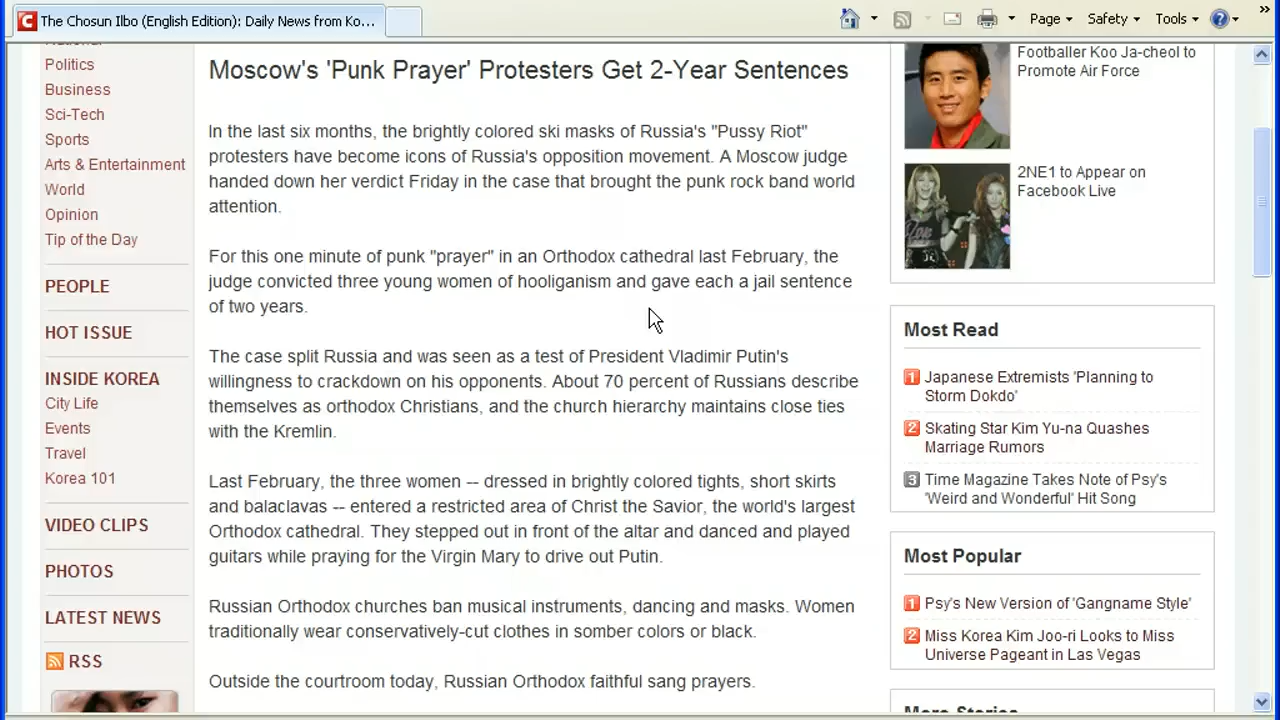 The Chosun Ilbo (English Edition): Daily News from Ko...
Page
Safety
Tools
Politics
Business
Sci-Tech
Sports
Arts & Entertainment
World
Opinion
Tip of the Day
PEOPLE
HOT ISSUE
INSIDE KOREA
City Life
Events
Travel
Korea 101
VIDEO CLIPS
PHOTOS
LATEST NEWS
RSS
Moscow's 'Punk Prayer' Protesters Get 2-Year Sentences
In the last six months, the brightly colored ski masks of Russia's "Pussy Riot"
protesters have become icons of Russia's opposition movement. A Moscow judge
handed down her verdict Friday in the case that brought the punk rock band world
attention.
For this one minute of punk "prayer" in an Orthodox cathedral last February, the
judge convicted three young women of hooliganism and gave each a jail sentence
of two years.
The case split Russia and was seen as a test of President Vladimir Putin's
willingness to crackdown on his opponents. About 70 percent of Russians describe
themselves as orthodox Christians, and the church hierarchy maintains close ties
with the Kremlin.
Last February, the three women -- dressed in brightly colored tights, short skirts
and balaclavas -- entered a restricted area of Christ the Savior, the world's largest
Orthodox cathedral. They stepped out in front of the altar and danced and played
guitars while praying for the Virgin Mary to drive out Putin.
Russian Orthodox churches ban musical instruments, dancing and masks. Women
traditionally wear conservatively-cut clothes in somber colors or black.
Outside the courtroom today, Russian Orthodox faithful sang prayers.
Footballer Koo Ja-cheol to
Promote Air Force
2NE1 to Appear on
Facebook Live
Most Read
1 Japanese Extremists 'Planning to
Storm Dokdo'
2 Skating Star Kim Yu-na Quashes
Marriage Rumors
3 Time Magazine Takes Note of Psy's
'Weird and Wonderful' Hit Song
Most Popular
1 Psy's New Version of 'Gangname Style'
2 Miss Korea Kim Joo-ri Looks to Miss
Universe Pageant in Las Vegas
More Stories